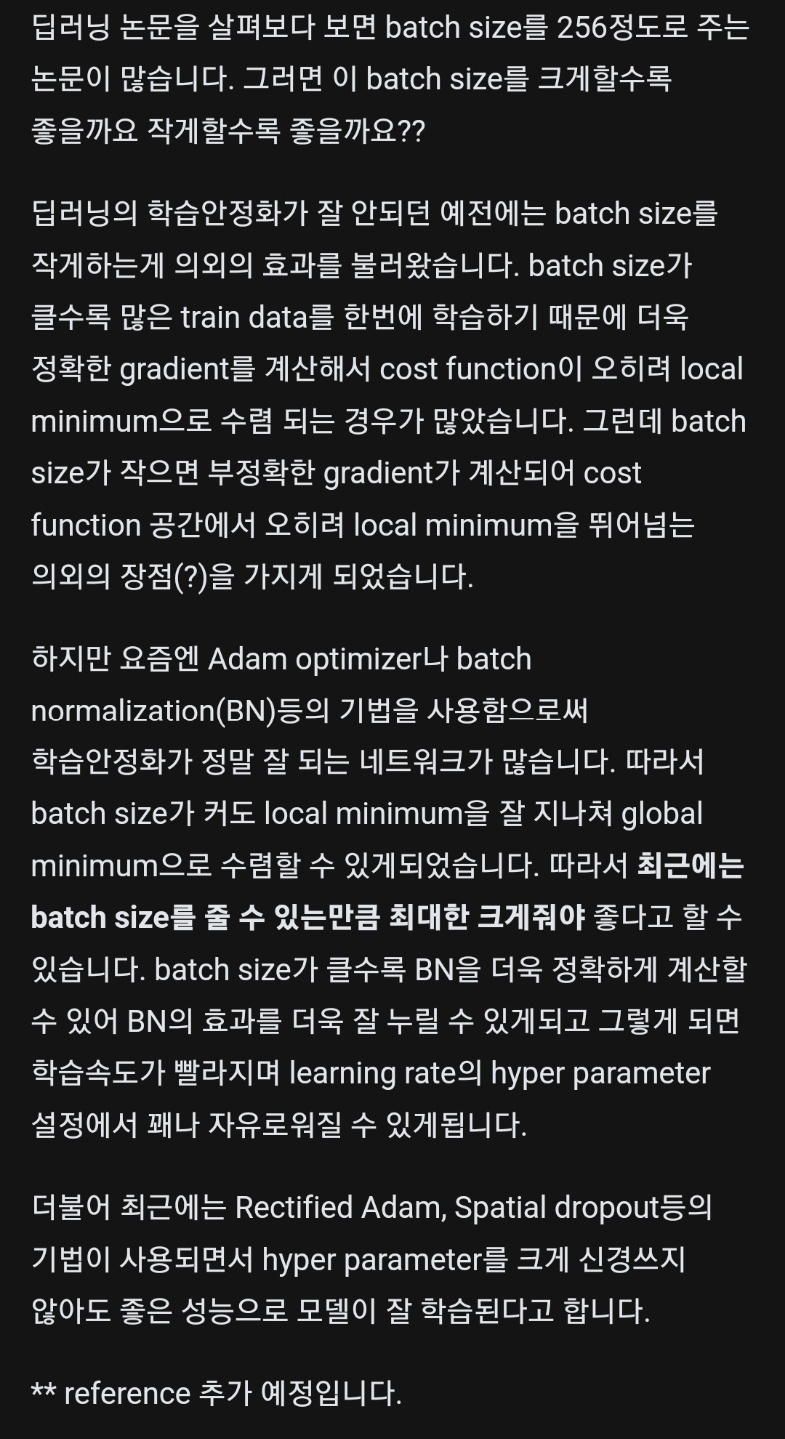 딥러닝 논문을 살펴보다 보면 batch size를 256정도로 주는
논문이 많습니다. 그러면 이 batch size를 크게할수록
좋을까요 작게할수록 좋을까요??
딥러닝의 학습안정화가 잘 안되던 예전에는 batch size를
작게하는게 의외의 효과를 불러왔습니다. batch size가
클수록 많은 train data를 한번에 학습하기 때문에 더욱
정확한 gradient를 계산해서 cost function이 오히려 local
minimum으로 수렴 되는 경우가 많았습니다. 그런데 batch
size가 작으면 부정확한 gradient가 계산되어 cost
function 공간에서 오히려 local minimum을 뛰어넘는
의외의 장점(?)을 가지게 되었습니다.
하지만 요즘엔 Adam optimizer나 batch
normalization(BN)등의 기법을 사용함으로써
학습안정화가 정말 잘 되는 네트워크가 많습니다. 따라서
batch size가 커도 local minimum을 잘 지나쳐 global
minimum으로 수렴할 수 있게되었습니다. 따라서 최근에는
batch size를 줄 수 있는만큼 최대한 크게줘야 좋다고 할 수
있습니다. batch size가 클수록 BN을 더욱 정확하게 계산할
수 있어 BN의 효과를 더욱 잘 누릴 수 있게되고 그렇게 되면
학습속도가 빨라지며 learning rate의 hyper parameter
설정에서 꽤나 자유로워질 수 있게됩니다.
더불어 최근에는 Rectified Adam, Spatial dropout등의
기법이 사용되면서 hyper parameter를 크게 신경쓰지
않아도 좋은 성능으로 모델이 잘 학습된다고 합니다.
** reference 추가 예정입니다.